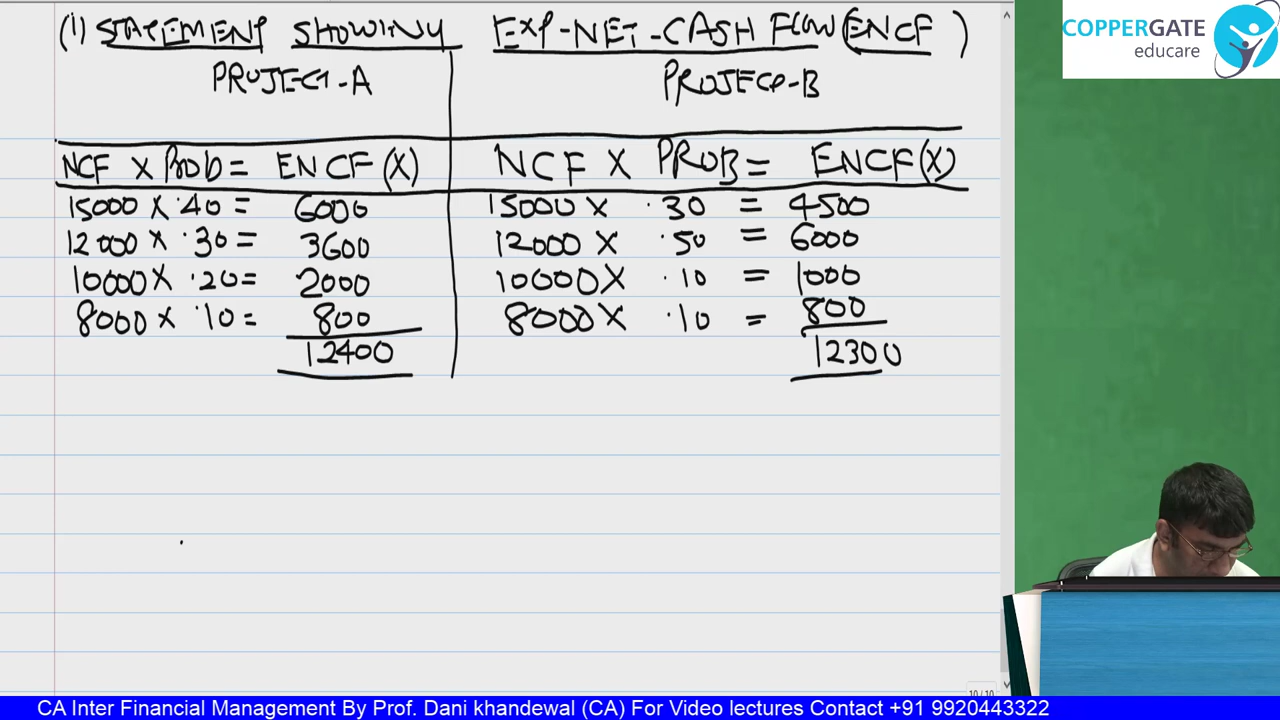 (1) STATEMENT SHOWING EXP-NET-CASH FLOW (ENCF)
PROJECT-A PROJECT-B
NCF X Prob = ENCF (X) NCF X PROB = ENCF(X)
15000 X .40 = 6000 15000 X .30 = 4500
12000 X .30 = 3600 12000 X .50 = 6000
10000 X .20 = 2000 10000 X .10 = 1000
8000 X .10 = 800 8000 X .10 = 800
12400 12300
COPPERGATE
educare
10/10
CA Inter Financial Management By Prof. Dani khandewal (CA) For Video lectures Contact +91 9920443322